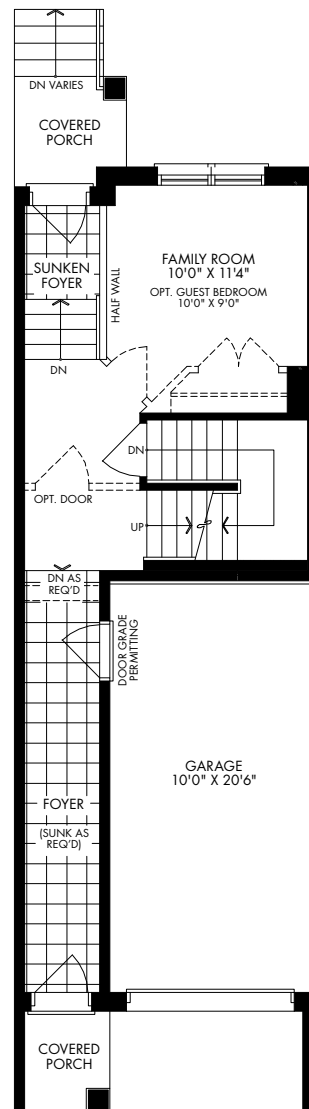 DN VARIES
COVERED
PORCH
SUNKEN
FOYER
HALF WALL
FAMILY ROOM
10'0" X 11'4"
OPT. GUEST BEDROOM
10'0" X 9'0"
DN
DN
OPT. DOOR
UP
DN AS
REQ'D
DOOR GRADE
PERMITTING
GARAGE
10'0" X 20'6"
FOYER
(SUNK AS
REQ'D)
COVERED
PORCH